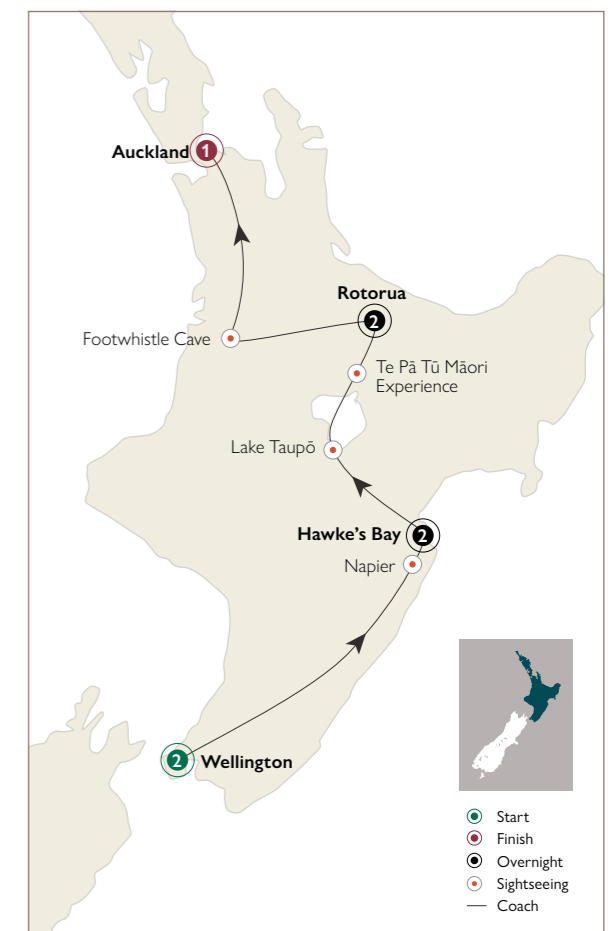 Auckland
1
Rotorua
2
Footwhistle Cave
Te Pā Tū Māori
Experience
Lake Taupō
Hawke's Bay
2
Napier
2
Wellington
Start
Finish
Overnight
Sightseeing
Coach